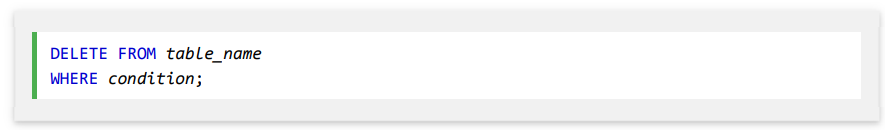 DELETE FROM table_name
WHERE condition;